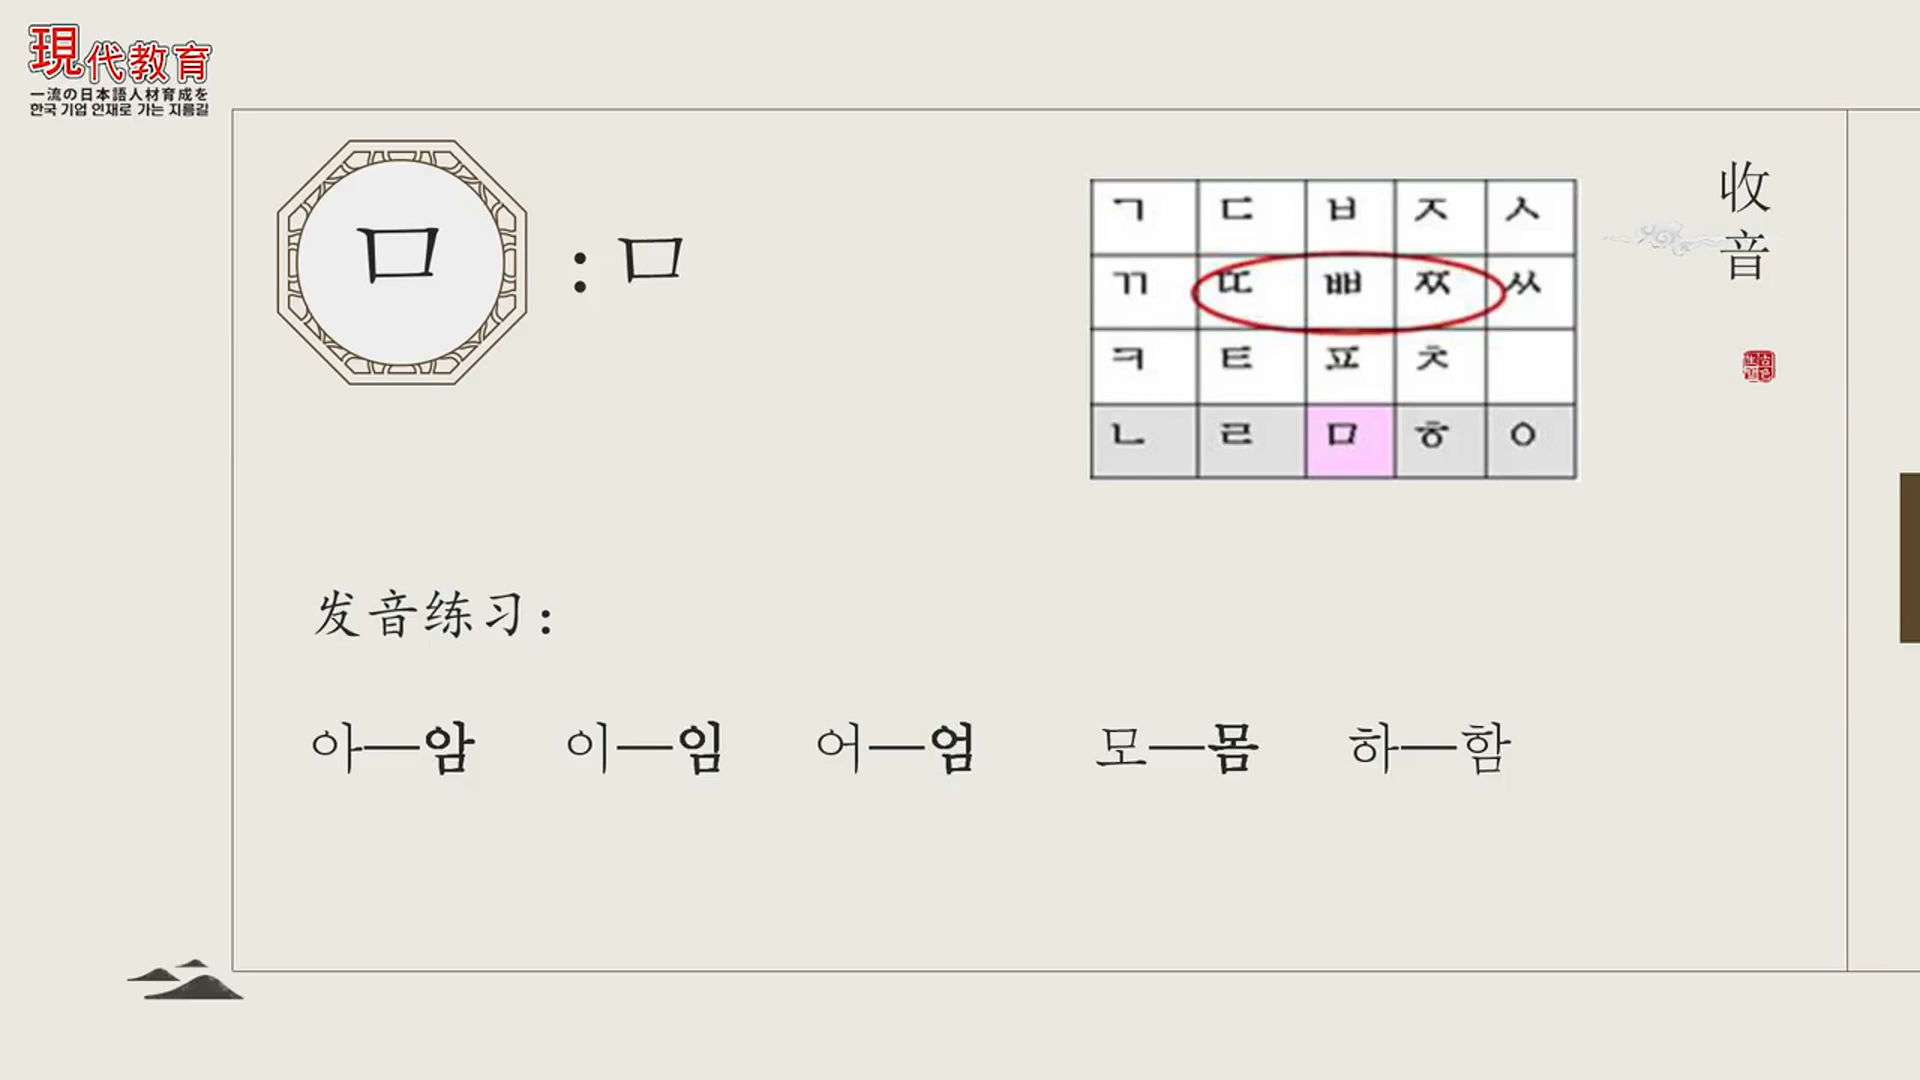 現代教育
一流の日本語人材育成を
한국 기업 인재로 가는 지름길
ㅁ : ㅁ
ㄱ ㄷ ㅂ ㅈ ㅅ
ㄲ ㄸ ㅃ ㅉ ㅆ
ㅋ ㅌ ㅍ ㅊ
ㄴ ㄹ ㅁ ㅎ ㅇ
收音
发音练习：
아—암 이—임 어—엄 모—몸 하—함